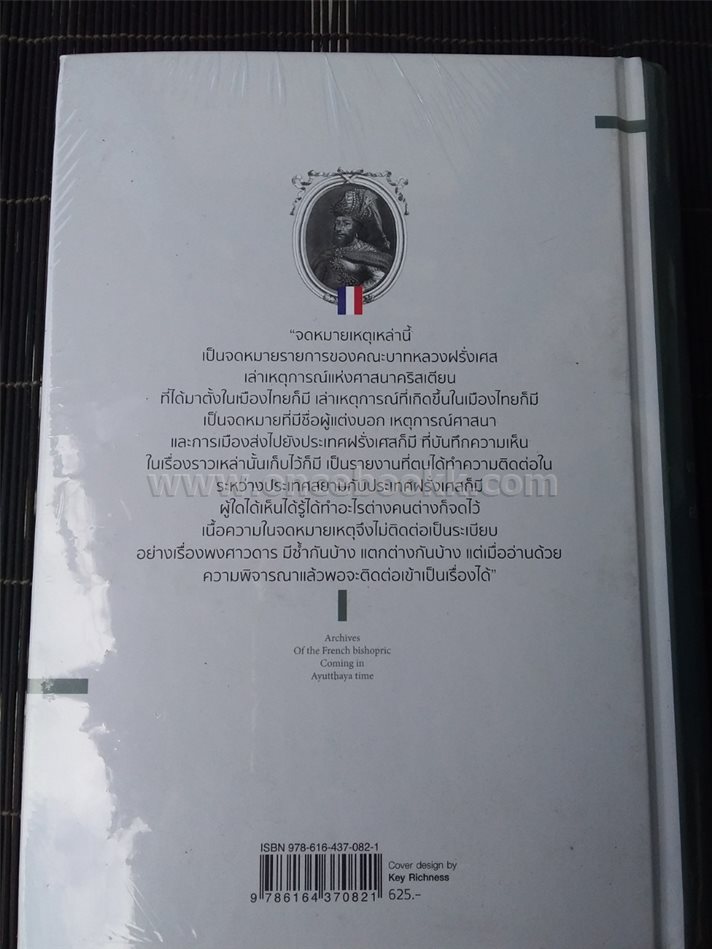 “จดหมายเหตุเหล่านี้
เป็นจดหมายรายการของคณะบาทหลวงฝรั่งเศส
เล่าเหตุการณ์แห่งศาสนาคริสเตียน
ที่ได้มาตั้งในเมืองไทยก็มี เล่าเหตุการณ์ที่เกิดขึ้นในเมืองไทยก็มี
เป็นจดหมายที่มีชื่อผู้แต่งบอก เหตุการณ์ศาสนา
และการเมืองส่งไปยังประเทศฝรั่งเศสก็มี ที่บันทึกความเห็น
ในเรื่องราวเหล่านั้นเก็บไว้ก็มี เป็นรายงานที่ตนได้ทำความติดต่อใน
ระหว่างประเทศสยามกับประเทศฝรั่งเศสก็มี
ผู้ใดได้เห็นได้รู้ได้ทำอะไรต่างคนต่างก็จดไว้
เนื้อความในจดหมายเหตุจึงไม่ติดต่อเป็นระเบียบ
อย่างเรื่องพงศาวดาร มีซ้ำกันบ้าง แตกต่างกันบ้าง แต่เมื่ออ่านด้วย
ความพิจารณาแล้วพอจะติดต่อเข้าเป็นเรื่องได้”
Archives
Of the French bishopric
Coming in
Ayutthaya time
ISBN 978-616-437-082-1
9 786164 370821
Cover design by
Key Richness
625.-